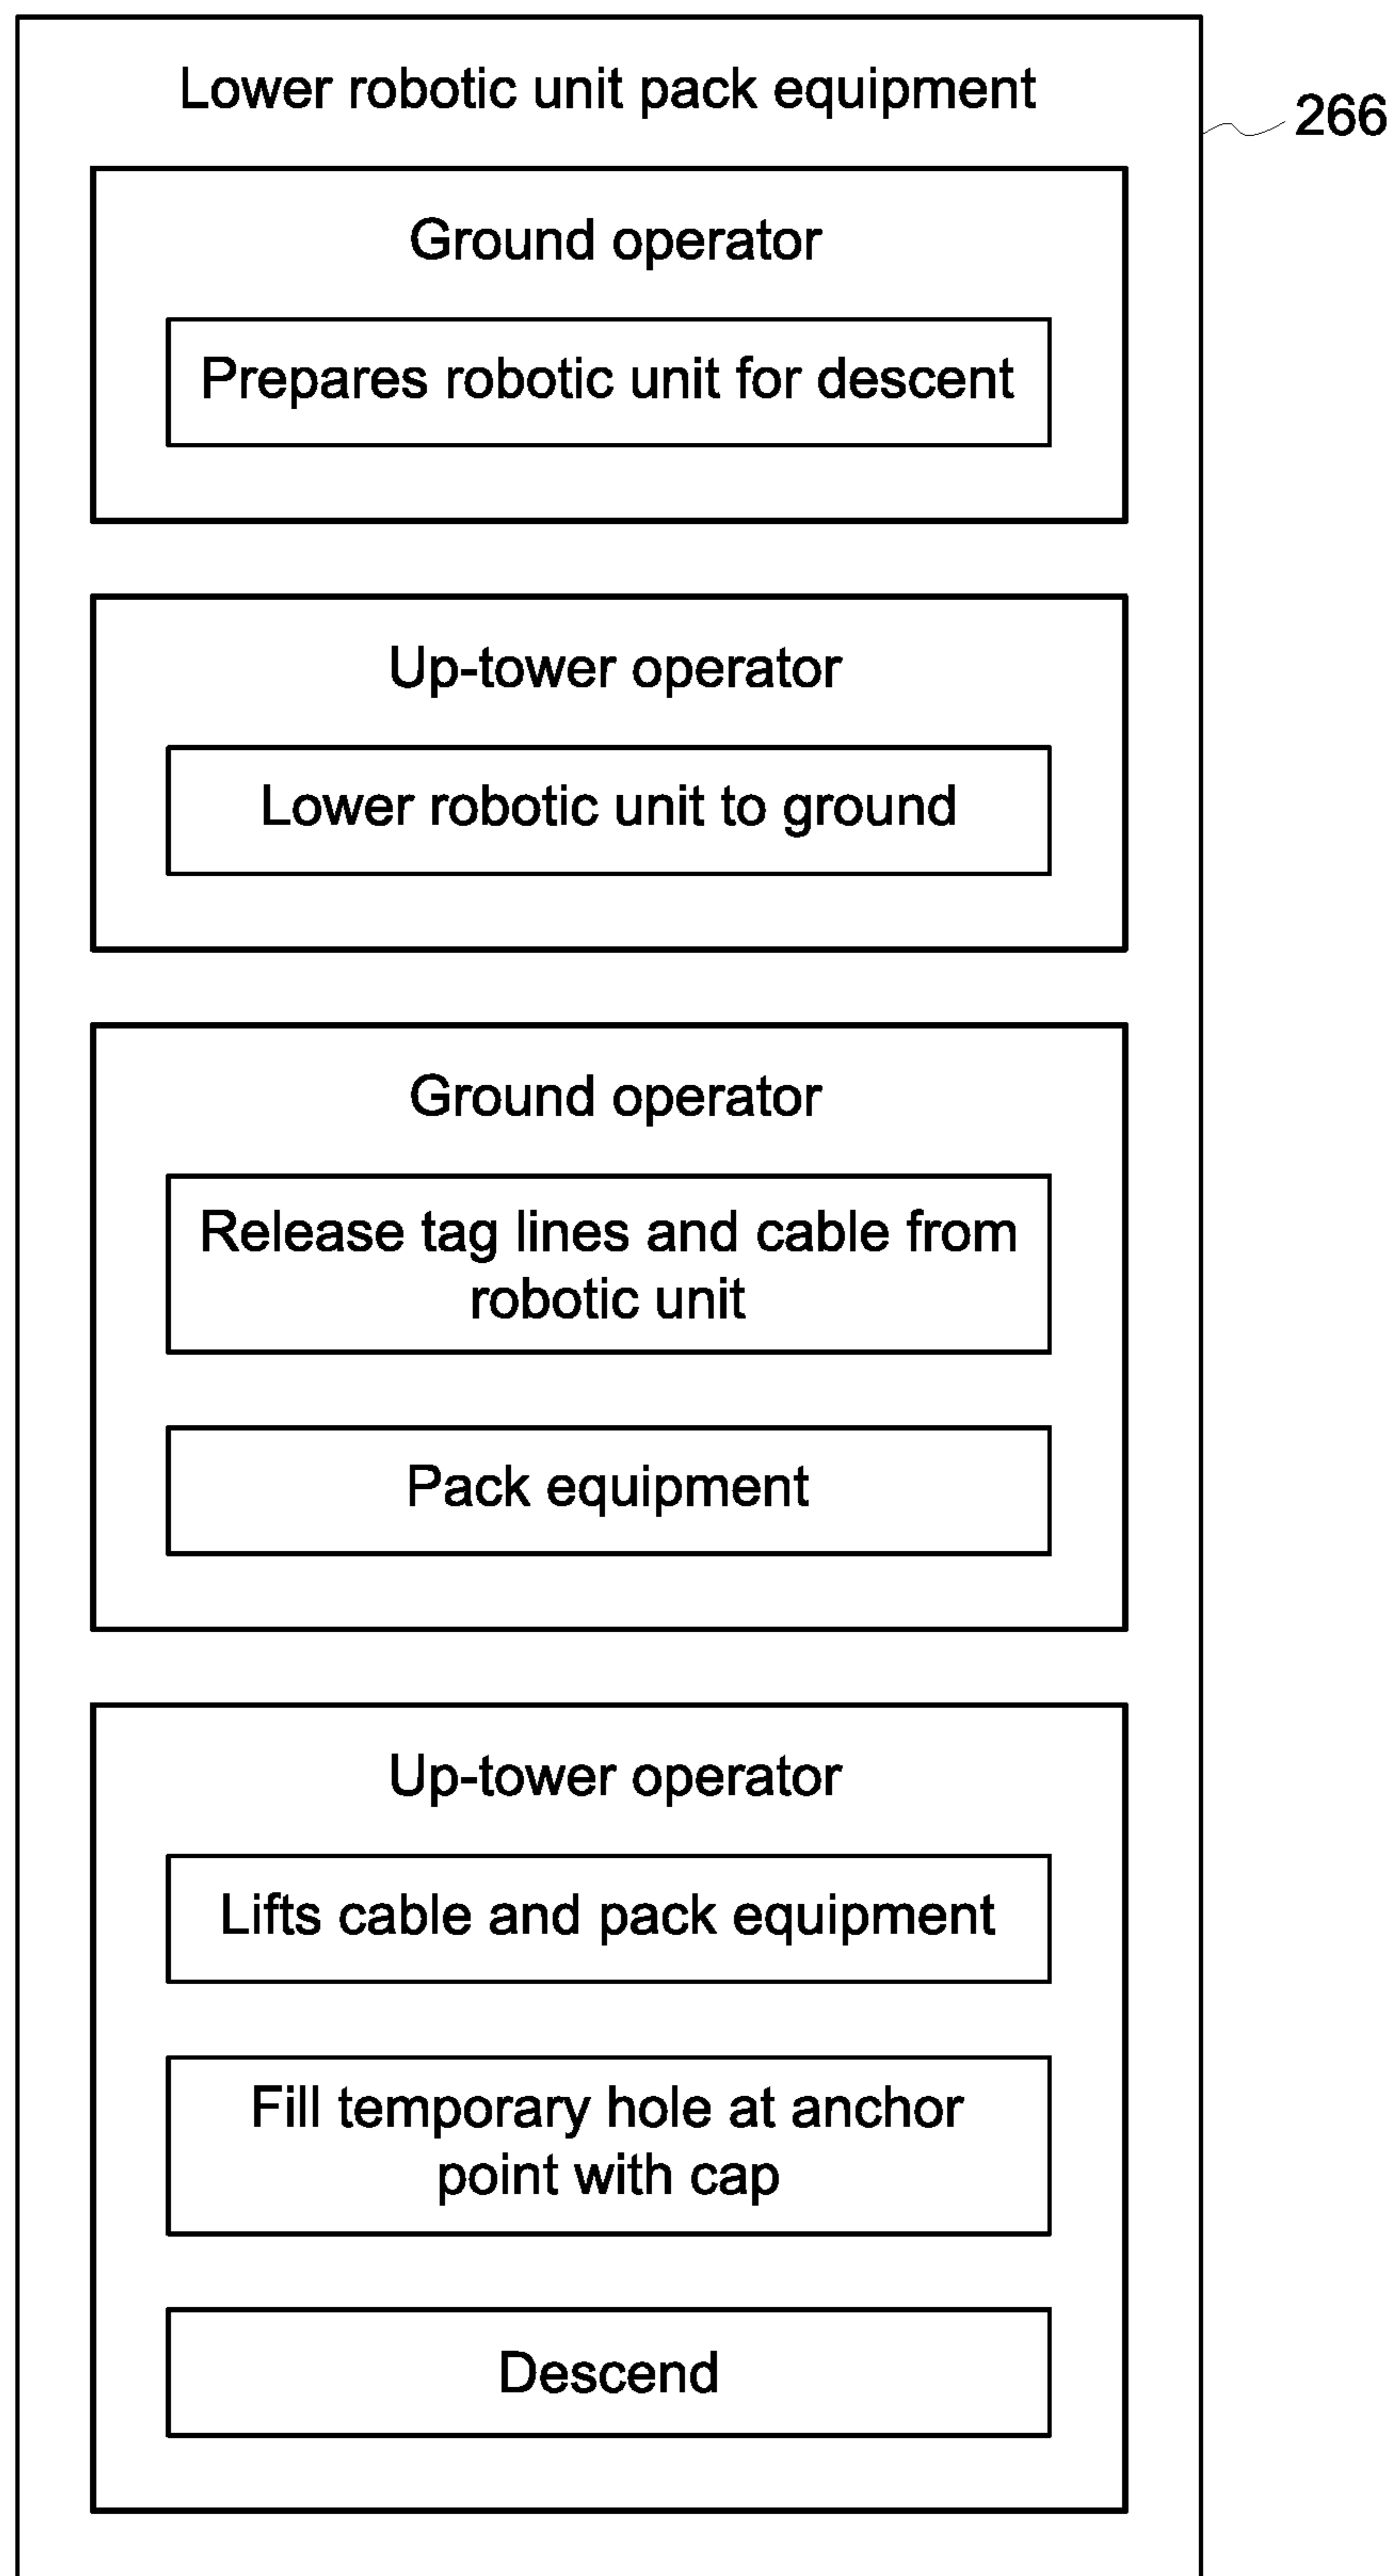 Lower robotic unit pack equipment
266
Ground operator
Prepares robotic unit for descent
Up-tower operator
Lower robotic unit to ground
Ground operator
Release tag lines and cable from
robotic unit
Pack equipment
Up-tower operator
Lifts cable and pack equipment
Fill temporary hole at anchor
point with cap
Descend